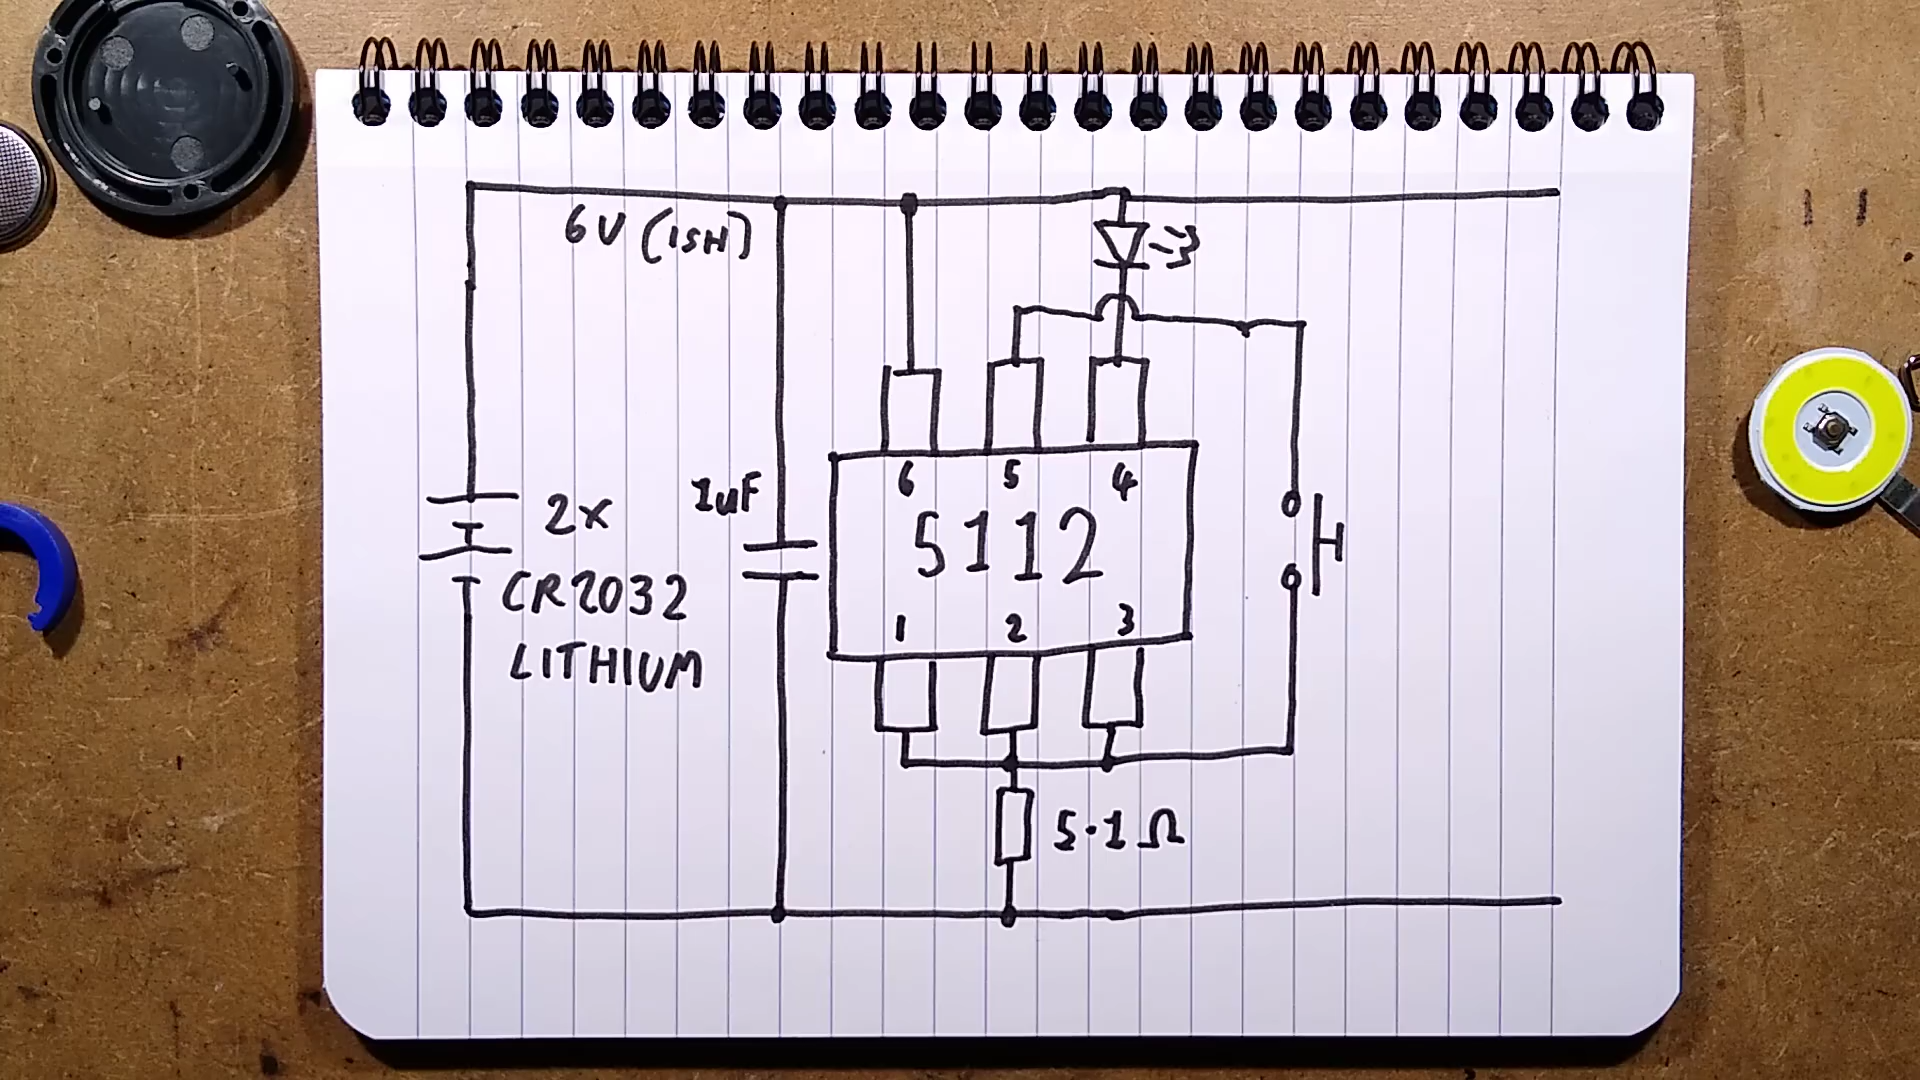 6V (ISH)
2x
CR2032
LITHIUM
1uF
6 5 4
5112
1 2 3
5.1Ω